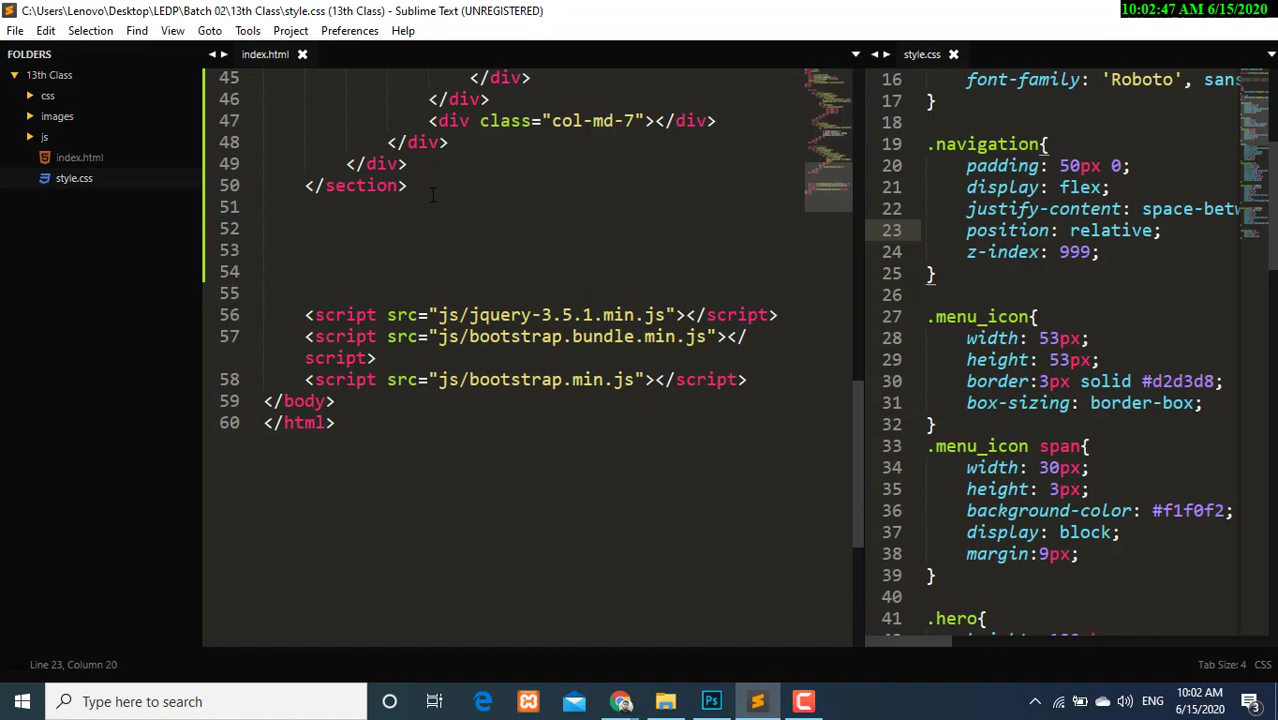 C:\Users\Lenovo\Desktop\LEDP\Batch 02\13th Class\style.css (13th Class) - Sublime Text (UNREGISTERED)
10:02:47 AM 6/15/2020
File Edit Selection Find View Goto Tools Project Preferences Help
FOLDERS
13th Class
css
images
js
index.html
style.css
index.html
45 </div>
46 </div>
47 <div class="col-md-7"></div>
48 </div>
49 </div>
50 </section>
51
52
53
54
55
56 <script src="js/jquery-3.5.1.min.js"></script>
57 <script src="js/bootstrap.bundle.min.js"></
script>
58 <script src="js/bootstrap.min.js"></script>
59 </body>
60 </html>
style.css
16 font-family: 'Roboto', sans
17 }
18
19 .navigation{
20 padding: 50px 0;
21 display: flex;
22 justify-content: space-betw
23 position: relative;
24 z-index: 999;
25 }
26
27 .menu_icon{
28 width: 53px;
29 height: 53px;
30 border:3px solid #d2d3d8;
31 box-sizing: border-box;
32 }
33 .menu_icon span{
34 width: 30px;
35 height: 3px;
36 background-color: #f1f0f2;
37 display: block;
38 margin:9px;
39 }
40
41 .hero{
Line 23, Column 20
Tab Size: 4 CSS
Type here to search
ENG
10:02 AM
6/15/2020
3